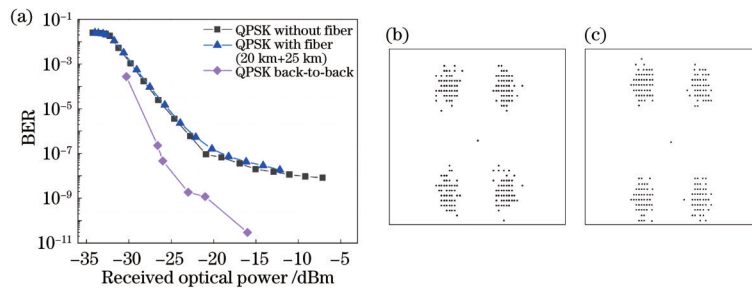 (a)
10⁻¹
10⁻³
10⁻⁵
10⁻⁷
10⁻⁹
10⁻¹¹
BER
QPSK without fiber
QPSK with fiber
(20 km+25 km)
QPSK back-to-back
−35 −30 −25 −20 −15 −10 −5
Received optical power /dBm
(b)
(c)